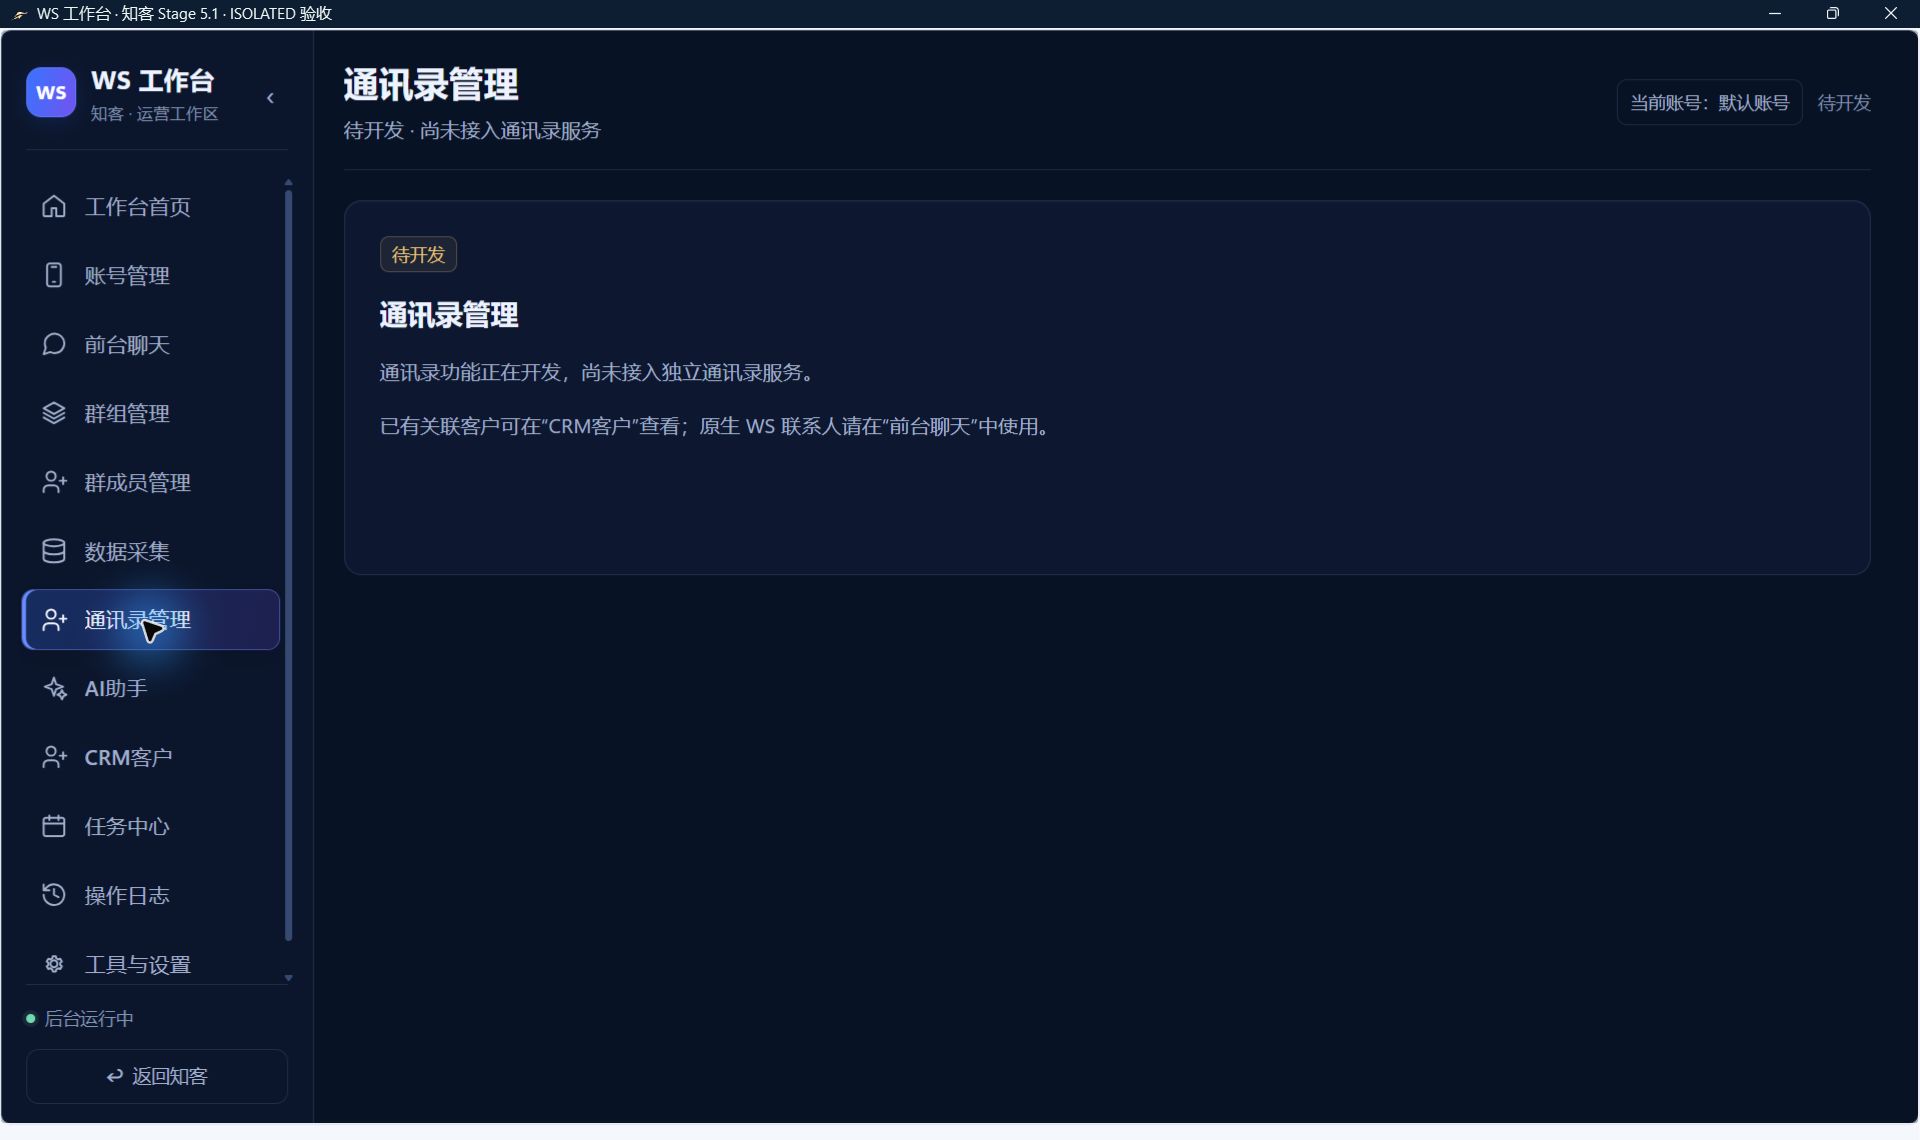 WS 工作台 · 知客 Stage 5.1 · ISOLATED 验收
WS
WS 工作台
知客 · 运营工作区
工作台首页
账号管理
前台聊天
群组管理
群成员管理
数据采集
通讯录管理
AI助手
CRM客户
任务中心
操作日志
工具与设置
后台运行中
返回知客
通讯录管理
待开发 · 尚未接入通讯录服务
当前账号：默认账号
待开发
待开发
通讯录管理
通讯录功能正在开发，尚未接入独立通讯录服务。
已有关联客户可在“CRM客户”查看；原生 WS 联系人请在“前台聊天”中使用。